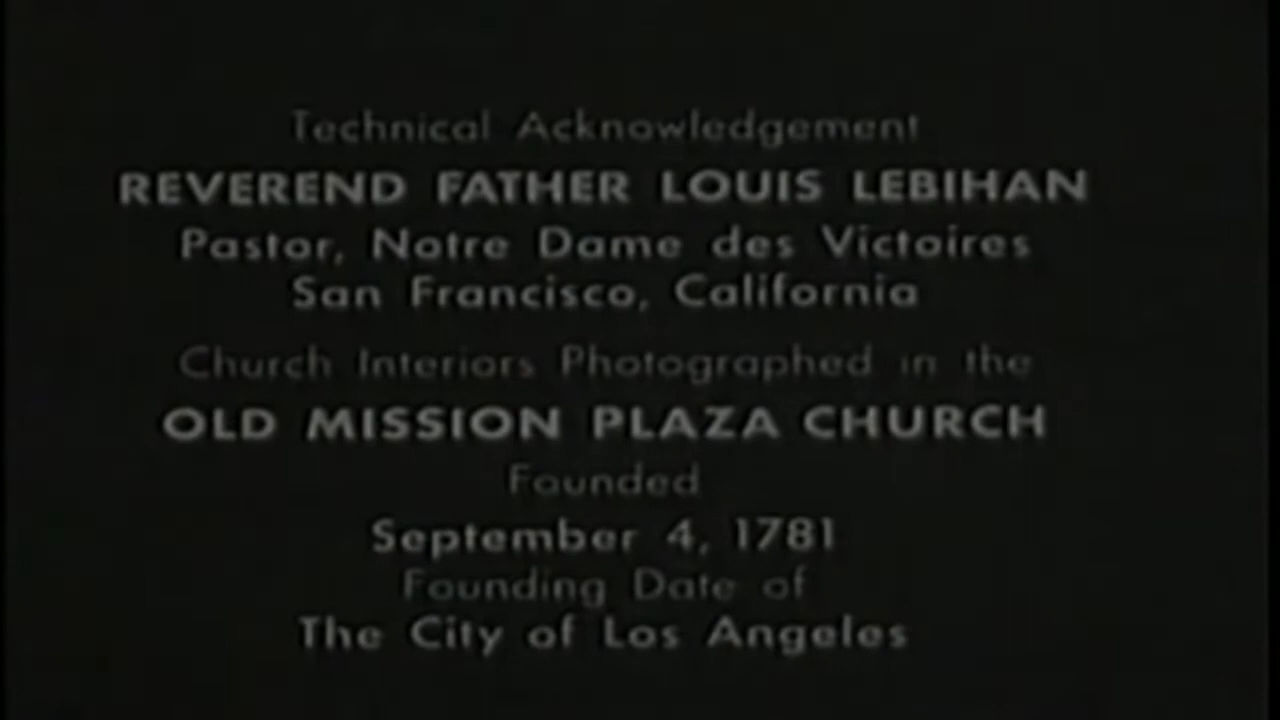 Technical Acknowledgement
REVEREND FATHER LOUIS LEBIHAN
Pastor, Notre Dame des Victoires
San Francisco, California
Church Interiors Photographed in the
OLD MISSION PLAZA CHURCH
Founded
September 4, 1781
Founding Date of
The City of Los Angeles